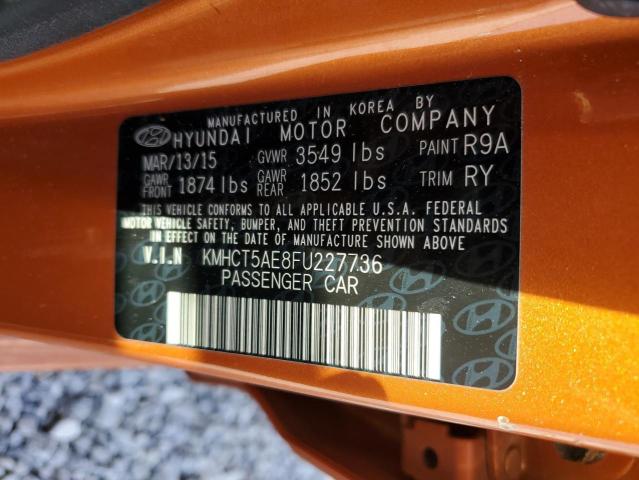 MANUFACTURED IN KOREA BY
HYUNDAI MOTOR COMPANY
MAR/13/15 GVWR 3549 lbs PAINT R9A
GAWR FRONT 1874 lbs GAWR REAR 1852 lbs TRIM RY
THIS VEHICLE CONFORMS TO ALL APPLICABLE U.S.A. FEDERAL
MOTOR VEHICLE SAFETY, BUMPER, AND THEFT PREVENTION STANDARDS
IN EFFECT ON THE DATE OF MANUFACTURE SHOWN ABOVE.
V.I.N KMHCT5AE8FU227736
PASSENGER CAR